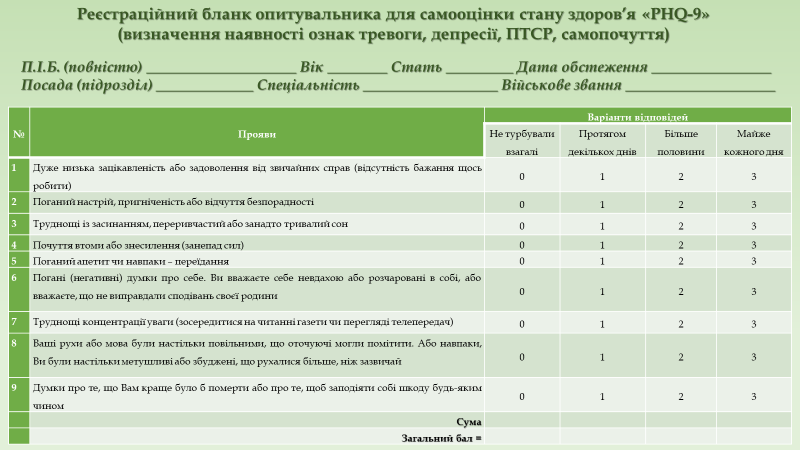 Реєстраційний бланк опитувальника для самооцінки стану здоров’я «PHQ-9»
(визначення наявності ознак тревоги, депресії, ПТСР, самопочуття)
П.І.Б. (повністю) ____________________ Вік ________ Стать _________ Дата обстеження ________________
Посада (підрозділ) _____________ Спеціальність __________________ Військове звання ____________________
№ Прояви Варіанти відповідей
Не турбували взагалі
Протягом декількох днів
Більше половини
Майже кожного дня
1 Дуже низька зацікавленість або задоволення від звичайних справ (відсутність бажання щось
робити) 0 1 2 3
2 Поганий настрій, пригніченість або відчуття безпорадності 0 1 2 3
3 Труднощі із засинанням, переривчастий або занадто тривалий сон 0 1 2 3
4 Почуття втоми або знесилення (занепад сил) 0 1 2 3
5 Поганий апетит чи навпаки – переїдання 0 1 2 3
6 Погані (негативні) думки про себе. Ви вважаєте себе невдахою або розчаровані в собі, або
вважаєте, що не виправдали сподівань своєї родини 0 1 2 3
7 Труднощі концентрації уваги (зосередитися на читанні газети чи перегляді телепередач) 0 1 2 3
8 Ваші рухи або мова були настільки повільними, що оточуючі могли помітити. Або навпаки,
Ви були настільки метушливі або збуджені, що рухалися більше, ніж зазвичай 0 1 2 3
9 Думки про те, що Вам краще було б померти або про те, щоб заподіяти собі шкоду будь-яким
чином 0 1 2 3
Сума
Загальний бал =